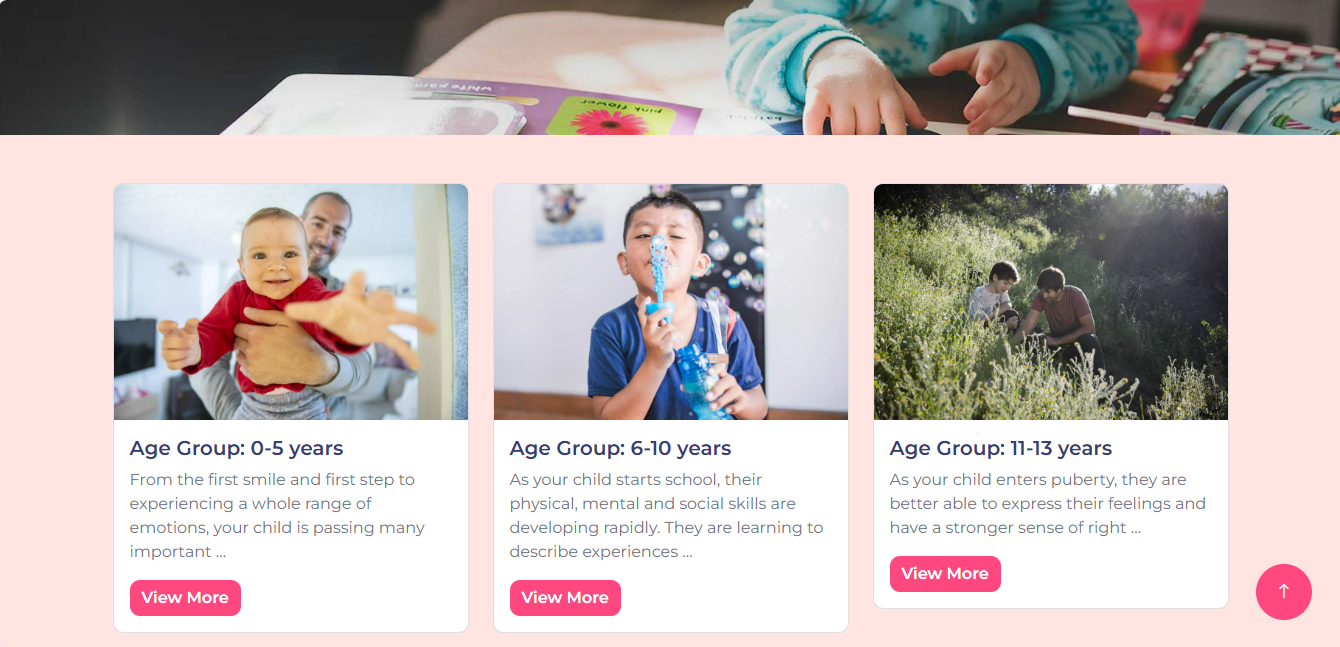 white paid
pink flower
Age Group: 0-5 years
From the first smile and first step to
experiencing a whole range of
emotions, your child is passing many
important ...
View More
Age Group: 6-10 years
As your child starts school, their
physical, mental and social skills are
developing rapidly. They are learning to
describe experiences ...
View More
Age Group: 11-13 years
As your child enters puberty, they are
better able to express their feelings and
have a stronger sense of right ...
View More